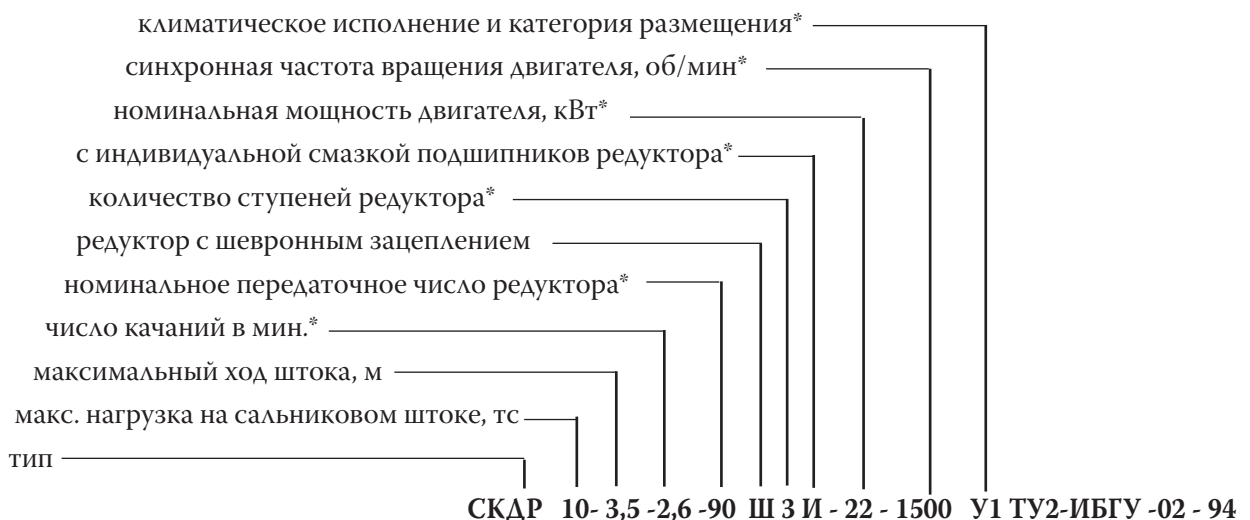 климатическое исполнение и категория размещения*
синхронная частота вращения двигателя, об/мин*
номинальная мощность двигателя, кВт*
с индивидуальной смазкой подшипников редуктора*
количество ступеней редуктора*
редуктор с шевронным зацеплением
номинальное передаточное число редуктора*
число качаний в мин.*
максимальный ход штока, м
макс. нагрузка на сальниковом штоке, тс
тип
СКДР 10- 3,5 -2,6 -90 Ш 3 И - 22 - 1500 У1 ТУ2-ИБГУ -02 - 94